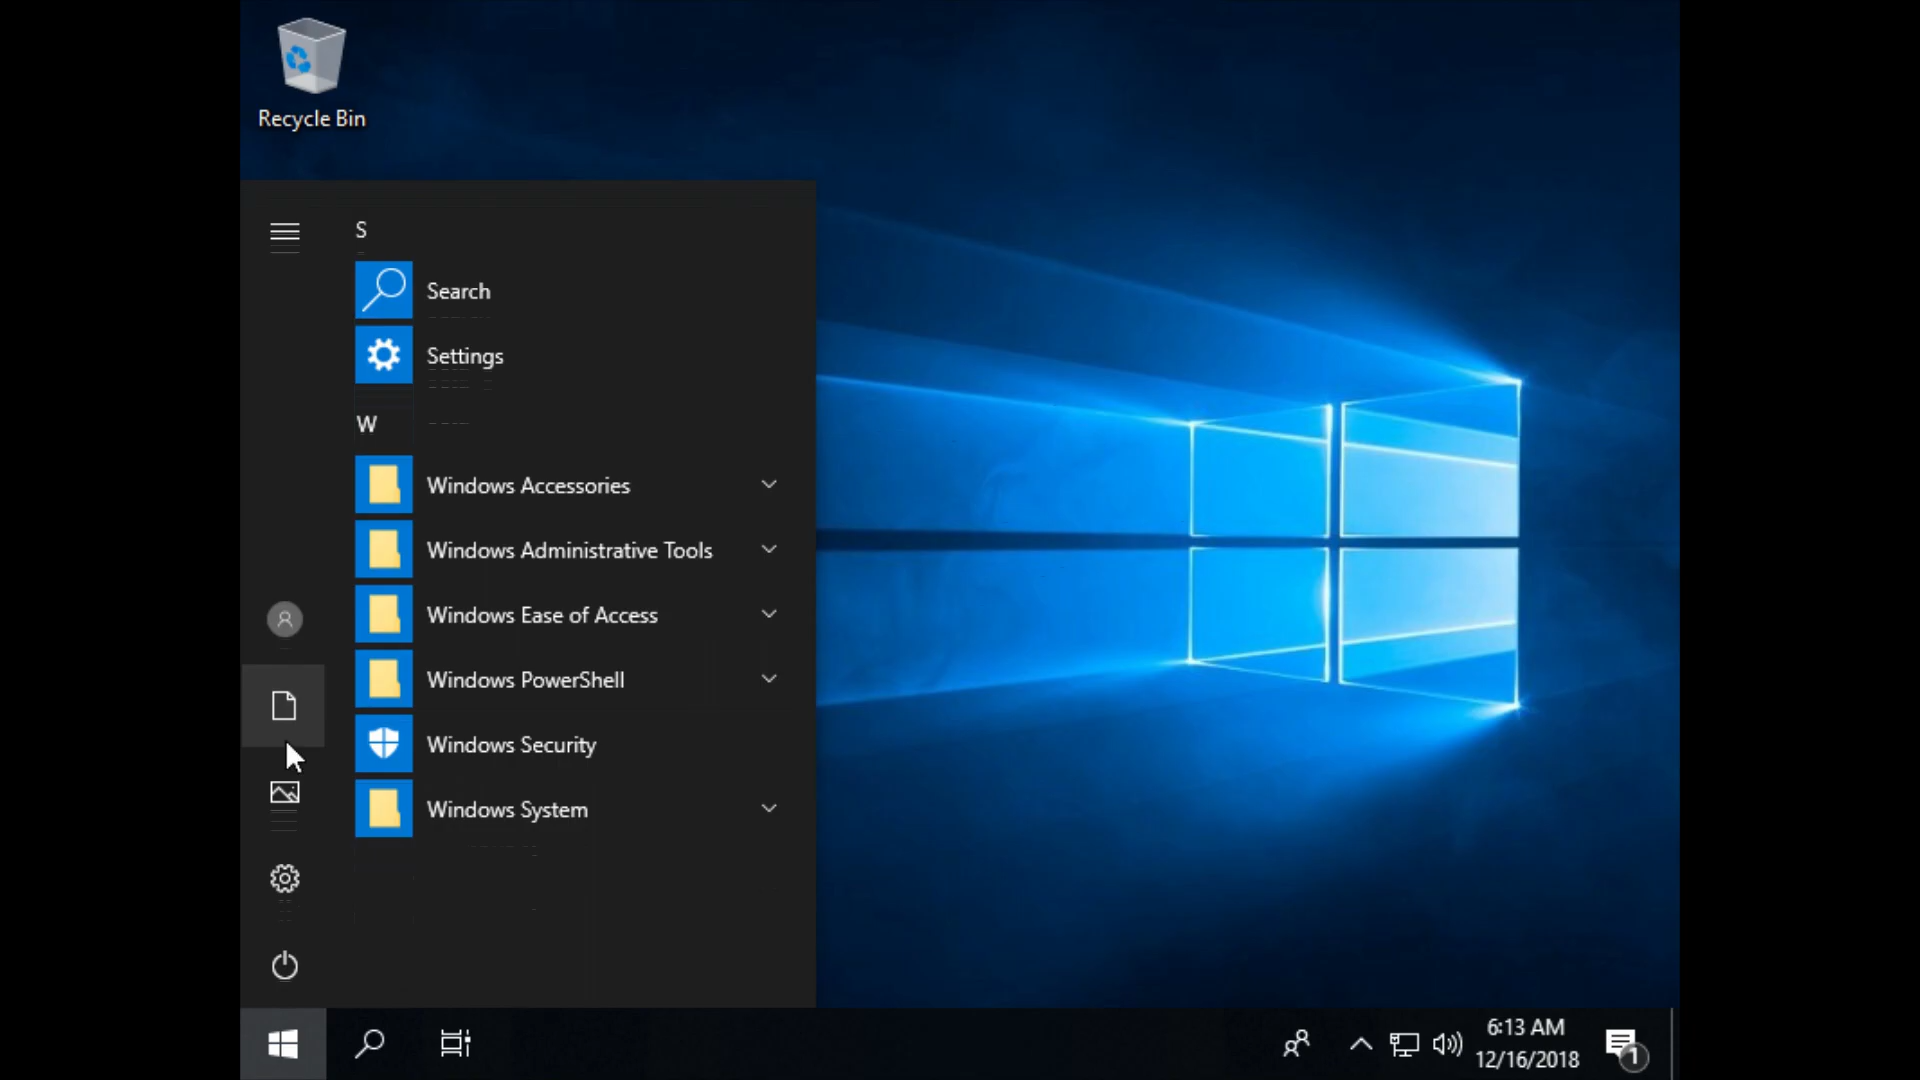 Recycle Bin
S
Search
Settings
W
Windows Accessories
Windows Administrative Tools
Windows Ease of Access
Windows PowerShell
Windows Security
Windows System
6:13 AM
12/16/2018
1